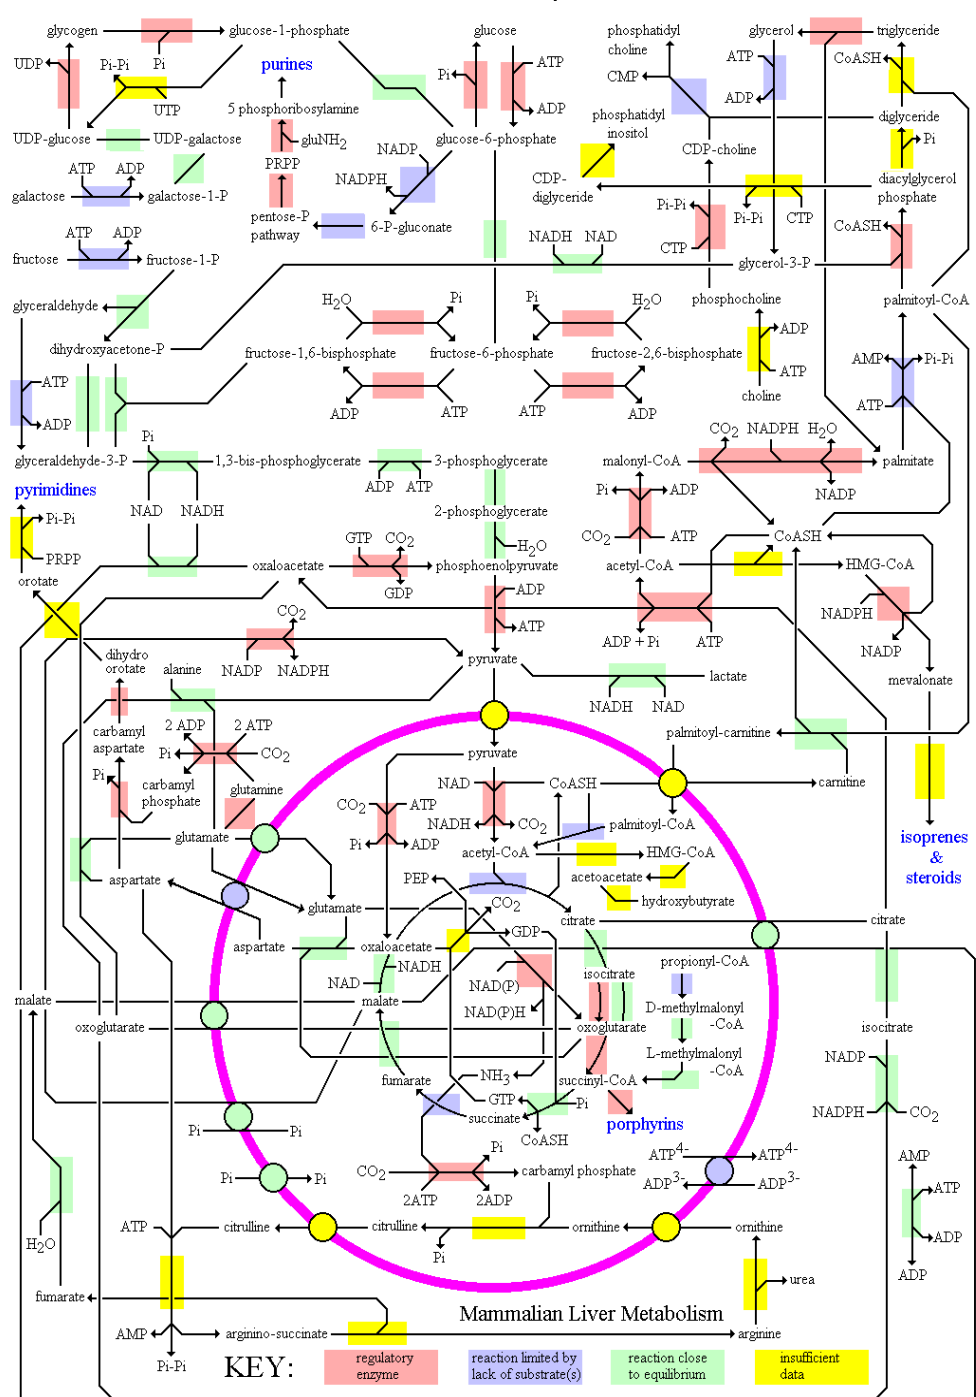 glycogen
glucose-1-phosphate
glucose
phosphatidyl
choline
glycerol
triglyceride
UDP
Pi-Pi
Pi
purines
Pi
ATP
CMP
ATP
CoASH
UTP
5 phosphoribosylamine
ADP
ADP
phosphatidyl
inositol
diglyceride
UDP-glucose
UDP-galactose
gluNH2
glucose-6-phosphate
Pi
PRPP
NADP
CDP-choline
ATP
ADP
NADPH
CDP-
diglyceride
diacylglycerol
phosphate
galactose
galactose-1-P
pentose-P
pathway
6-P-gluconate
Pi-Pi
Pi-Pi
CTP
CoASH
ATP
ADP
NADH
NAD
CTP
fructose
fructose-1-P
glycerol-3-P
glyceraldehyde
H2O
Pi
Pi
H2O
phosphocholine
palmitoyl-CoA
ADP
dihydroxyacetone-P
fructose-1,6-bisphosphate
fructose-6-phosphate
fructose-2,6-bisphosphate
AMP
Pi-Pi
ATP
ATP
choline
ADP
ADP
ATP
ATP
ADP
ATP
Pi
CO2
NADPH
H2O
glyceraldehyde-3-P
1,3-bis-phosphoglycerate
3-phosphoglycerate
malonyl-CoA
palmitate
pyrimidines
ADP
ATP
Pi
ADP
NADP
Pi-Pi
NAD
NADH
2-phosphoglycerate
GTP
CO2
H2O
CO2
ATP
CoASH
PRPP
orotate
oxaloacetate
phosphoenolpyruvate
acetyl-CoA
HMG-CoA
GDP
ADP
CO2
ATP
NADPH
ADP + Pi
ATP
NADP
dihydro
orotate
alanine
NADP
NADPH
pyruvate
lactate
mevalonate
NADH
NAD
carbamyl
aspartate
2 ADP
2 ATP
palmitoyl-carnitine
Pi
CO2
pyruvate
Pi
carbamyl
phosphate
glutamine
NAD
CoASH
carnitine
CO2
ATP
NADH
CO2
palmitoyl-CoA
glutamate
Pi
ADP
acetyl-CoA
HMG-CoA
isoprenes
&
steroids
aspartate
PEP
acetoacetate
CO2
hydroxybutyrate
glutamate
citrate
citrate
aspartate
oxaloacetate
GDP
propionyl-CoA
NADH
NAD
isocitrate
NAD(P)
malate
malate
NAD(P)H
D-methylmalonyl
-CoA
oxoglutarate
oxoglutarate
isocitrate
L-methylmalonyl
-CoA
NADP
fumarate
NH3
succinyl-CoA
GTP
Pi
succinate
NADPH
CO2
Pi
Pi
CoASH
porphyrins
Pi
ATP4-
ATP4-
AMP
Pi
Pi
CO2
carbamyl phosphate
ADP3-
ADP3-
ATP
2ATP
2ADP
ATP
citrulline
citrulline
ornithine
ornithine
ADP
H2O
Pi
ADP
urea
fumarate
Mammalian Liver Metabolism
AMP
arginino-succinate
arginine
Pi-Pi
KEY:
regulatory
enzyme
reaction limited by
lack of substrate(s)
reaction close
to equilibrium
insufficient
data